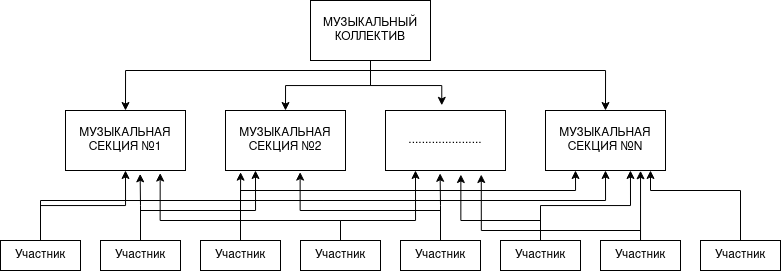 МУЗЫКАЛЬНЫЙ
КОЛЛЕКТИВ
МУЗЫКАЛЬНАЯ
СЕКЦИЯ №1
МУЗЫКАЛЬНАЯ
СЕКЦИЯ №2
......................
МУЗЫКАЛЬНАЯ
СЕКЦИЯ №N
Участник
Участник
Участник
Участник
Участник
Участник
Участник
Участник